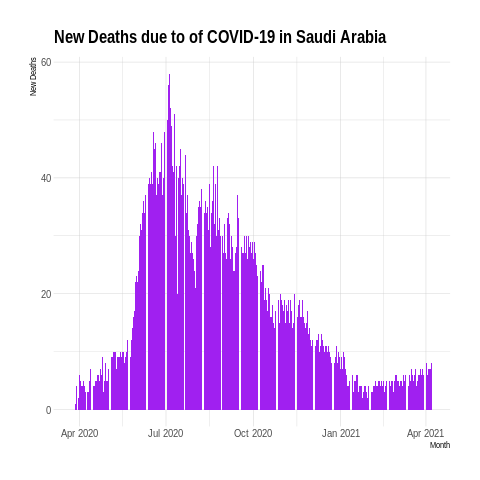 New Deaths due to of COVID-19 in Saudi Arabia
New Deaths
60
40
20
0
Apr 2020 Jul 2020 Oct 2020 Jan 2021 Apr 2021
Month